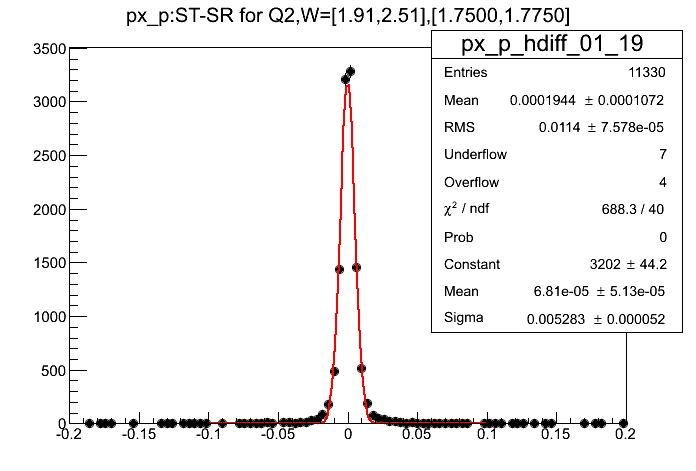 px_p:ST-SR for Q2,W=[1.91,2.51],[1.7500,1.7750]
px_p_hdiff_01_19
Entries 11330
Mean 0.0001944 ± 0.0001072
RMS 0.0114 ± 7.578e-05
Underflow 7
Overflow 4
χ² / ndf 688.3 / 40
Prob 0
Constant 3202 ± 44.2
Mean 6.81e-05 ± 5.13e-05
Sigma 0.005283 ± 0.000052
3500
3000
2500
2000
1500
1000
500
0
-0.2 -0.15 -0.1 -0.05 0 0.05 0.1 0.15 0.2